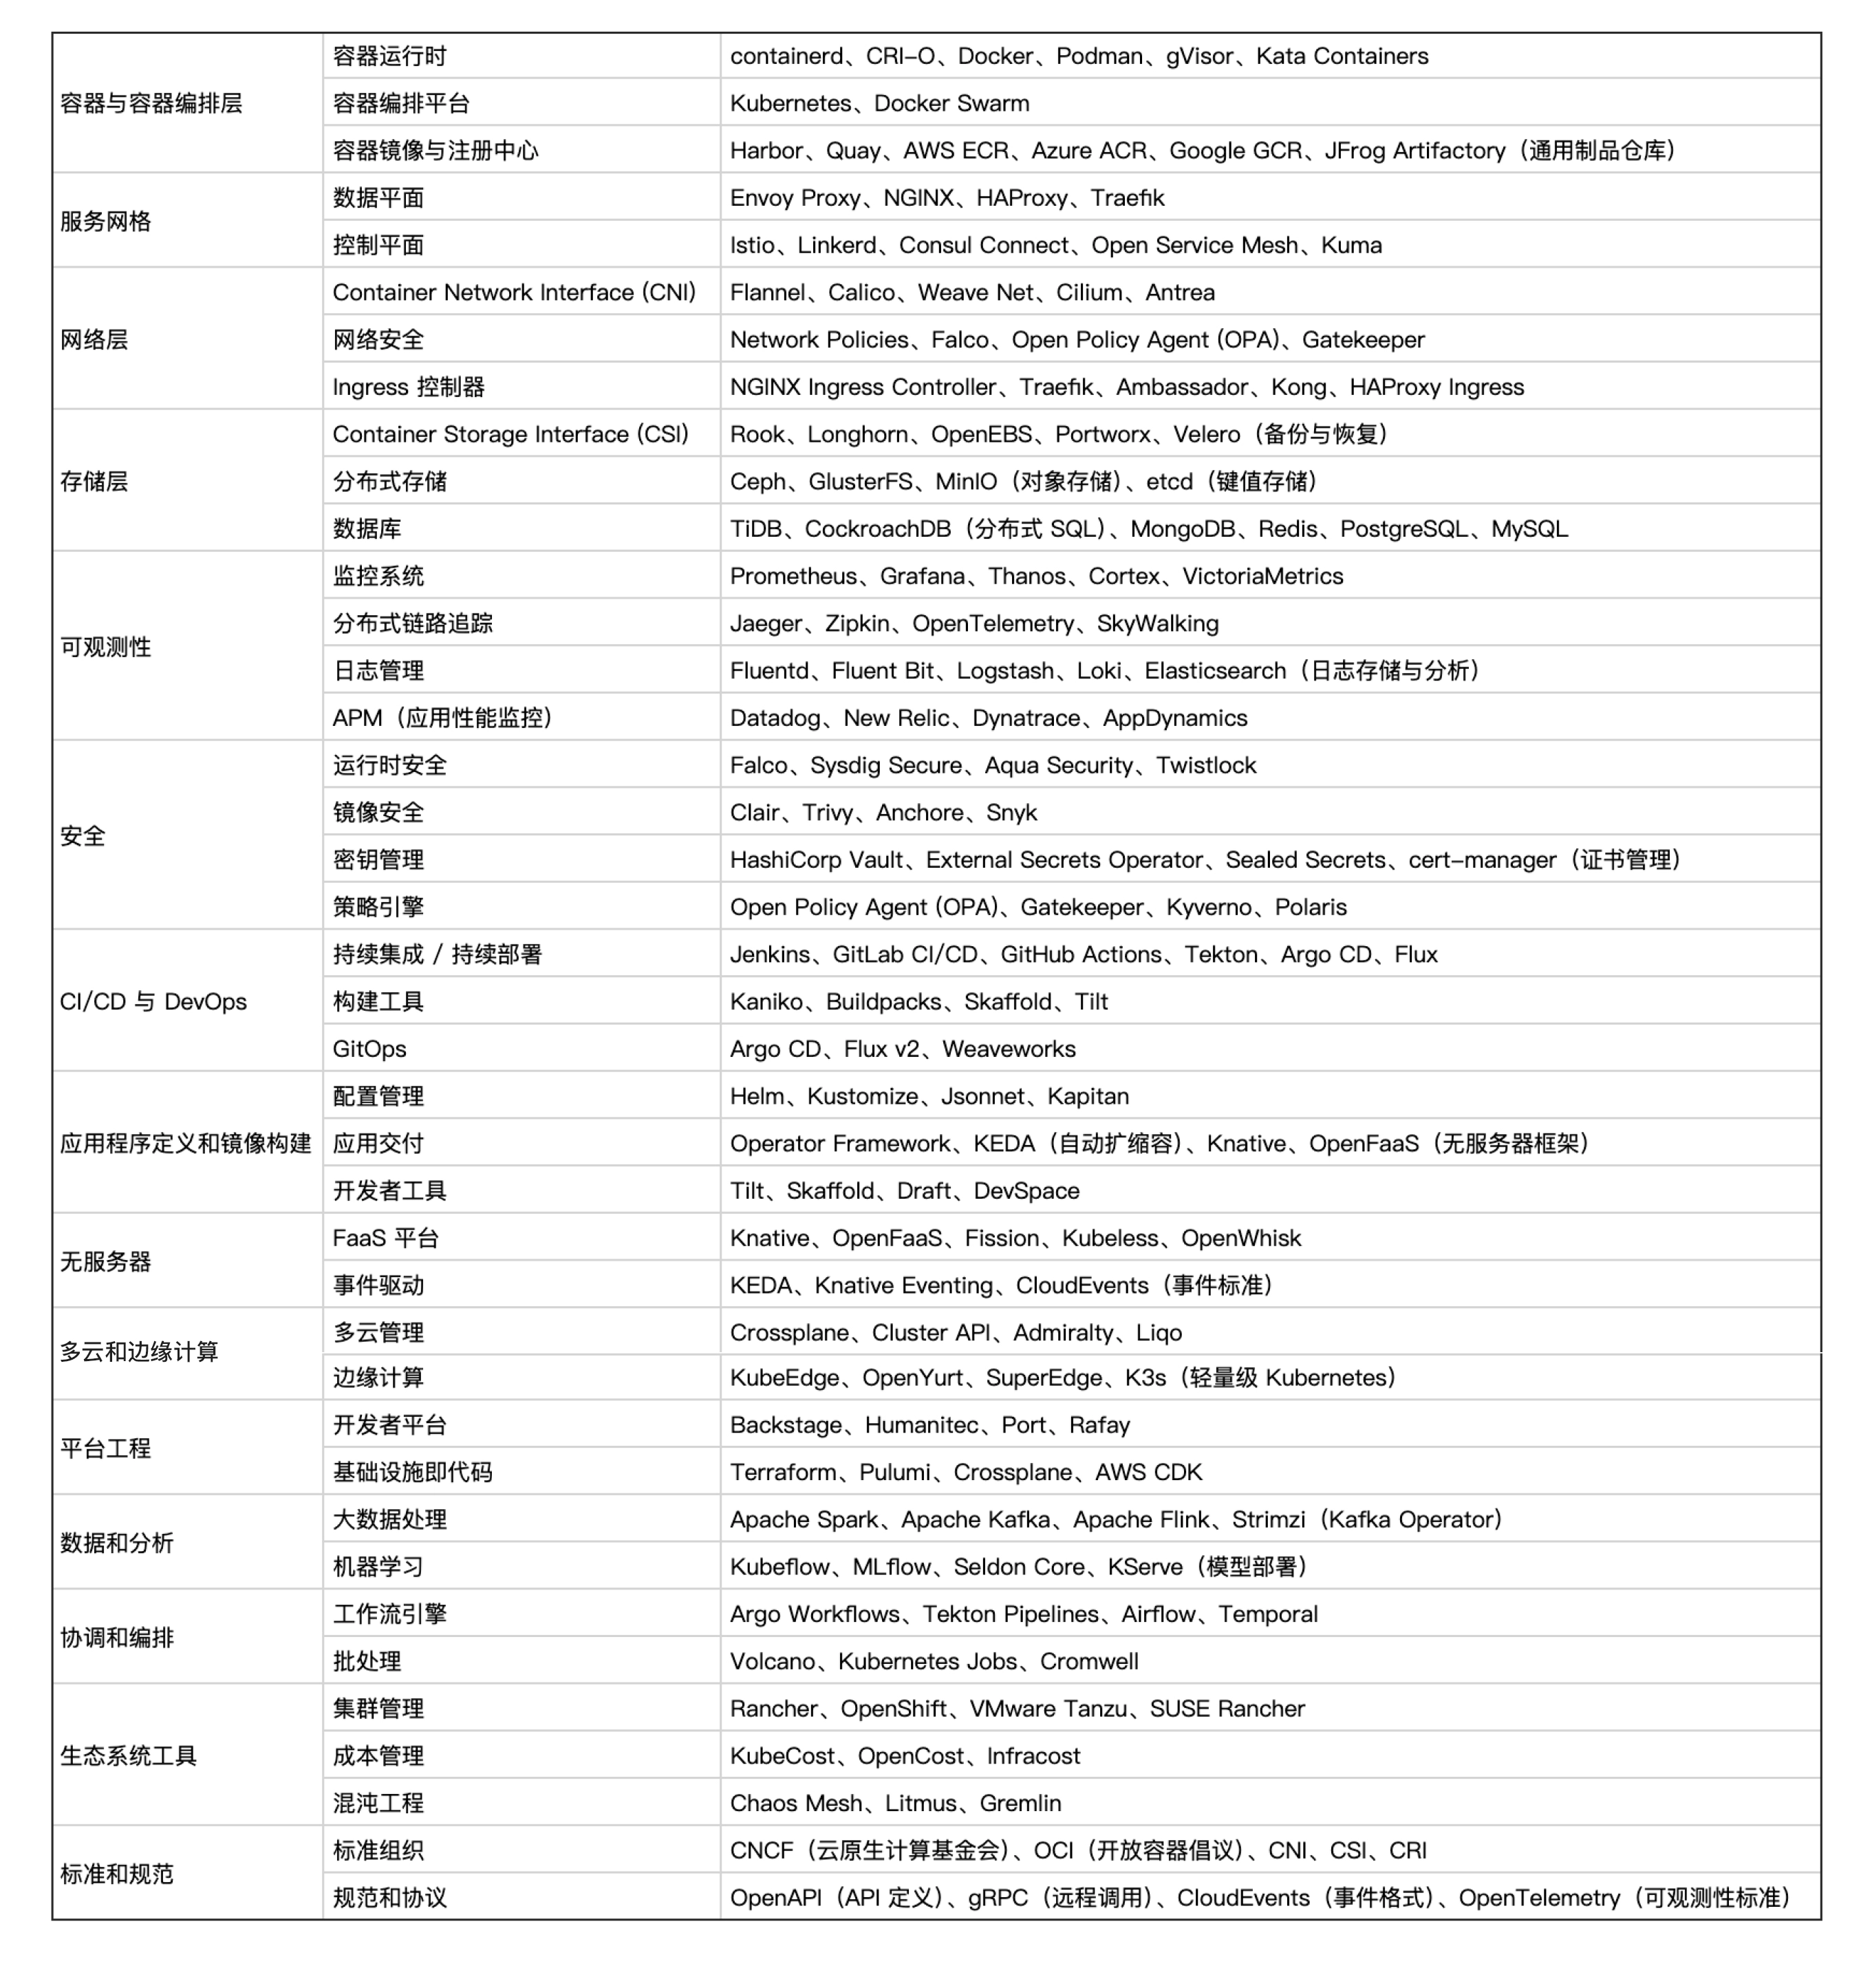 容器与容器编排层
容器运行时
containerd、CRI-O、Docker、Podman、gVisor、Kata Containers
容器编排平台
Kubernetes、Docker Swarm
容器镜像与注册中心
Harbor、Quay、AWS ECR、Azure ACR、Google GCR、JFrog Artifactory（通用制品仓库）
服务网格
数据平面
Envoy Proxy、NGINX、HAProxy、Traefik
控制平面
Istio、Linkerd、Consul Connect、Open Service Mesh、Kuma
网络层
Container Network Interface (CNI)
Flannel、Calico、Weave Net、Cilium、Antrea
网络安全
Network Policies、Falco、Open Policy Agent (OPA)、Gatekeeper
Ingress 控制器
NGINX Ingress Controller、Traefik、Ambassador、Kong、HAProxy Ingress
存储层
Container Storage Interface (CSI)
Rook、Longhorn、OpenEBS、Portworx、Velero（备份与恢复）
分布式存储
Ceph、GlusterFS、MinIO（对象存储）、etcd（键值存储）
数据库
TiDB、CockroachDB（分布式 SQL）、MongoDB、Redis、PostgreSQL、MySQL
可观测性
监控系统
Prometheus、Grafana、Thanos、Cortex、VictoriaMetrics
分布式链路追踪
Jaeger、Zipkin、OpenTelemetry、SkyWalking
日志管理
Fluentd、Fluent Bit、Logstash、Loki、Elasticsearch（日志存储与分析）
APM（应用性能监控）
Datadog、New Relic、Dynatrace、AppDynamics
安全
运行时安全
Falco、Sysdig Secure、Aqua Security、Twistlock
镜像安全
Clair、Trivy、Anchore、Snyk
密钥管理
HashiCorp Vault、External Secrets Operator、Sealed Secrets、cert-manager（证书管理）
策略引擎
Open Policy Agent (OPA)、Gatekeeper、Kyverno、Polaris
CI/CD 与 DevOps
持续集成 / 持续部署
Jenkins、GitLab CI/CD、GitHub Actions、Tekton、Argo CD、Flux
构建工具
Kaniko、Buildpacks、Skaffold、Tilt
GitOps
Argo CD、Flux v2、Weaveworks
应用程序定义和镜像构建
配置管理
Helm、Kustomize、Jsonnet、Kapitan
应用交付
Operator Framework、KEDA（自动扩缩容）、Knative、OpenFaaS（无服务器框架）
开发者工具
Tilt、Skaffold、Draft、DevSpace
无服务器
FaaS 平台
Knative、OpenFaaS、Fission、Kubeless、OpenWhisk
事件驱动
KEDA、Knative Eventing、CloudEvents（事件标准）
多云和边缘计算
多云管理
Crossplane、Cluster API、Admiralty、Liqo
边缘计算
KubeEdge、OpenYurt、SuperEdge、K3s（轻量级 Kubernetes）
平台工程
开发者平台
Backstage、Humanitec、Port、Rafay
基础设施即代码
Terraform、Pulumi、Crossplane、AWS CDK
数据和分析
大数据处理
Apache Spark、Apache Kafka、Apache Flink、Strimzi（Kafka Operator）
机器学习
Kubeflow、MLflow、Seldon Core、KServe（模型部署）
协调和编排
工作流引擎
Argo Workflows、Tekton Pipelines、Airflow、Temporal
批处理
Volcano、Kubernetes Jobs、Cromwell
生态系统工具
集群管理
Rancher、OpenShift、VMware Tanzu、SUSE Rancher
成本管理
KubeCost、OpenCost、Infracost
混沌工程
Chaos Mesh、Litmus、Gremlin
标准和规范
标准组织
CNCF（云原生计算基金会）、OCI（开放容器倡议）、CNI、CSI、CRI
规范和协议
OpenAPI（API 定义）、gRPC（远程调用）、CloudEvents（事件格式）、OpenTelemetry（可观测性标准）